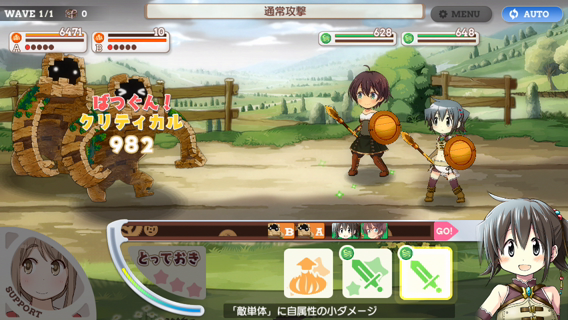 WAVE 1/1
0
通常攻撃
MENU
AUTO
6471
10
628
648
A
B
ばつぐん!
クリティカル
982
B
A
GO!
とっておき
SUPPORT
「敵単体」に自属性の小ダメージ